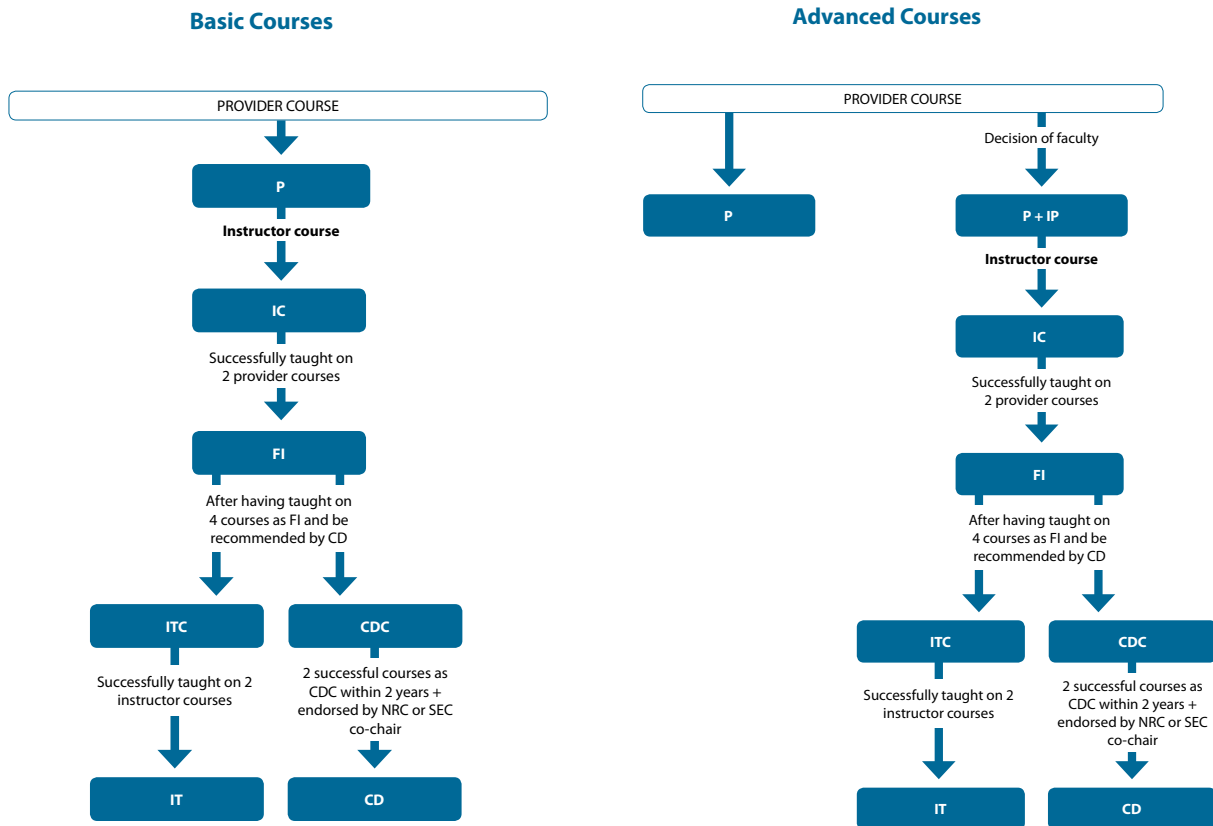 Basic Courses
PROVIDER COURSE
P
Instructor course
IC
Successfully taught on
2 provider courses
FI
After having taught on
4 courses as FI and be
recommended by CD
ITC
CDC
Successfully taught on 2
instructor courses
2 successful courses as
CDC within 2 years +
endorsed by NRC or SEC
co-chair
IT
CD
Advanced Courses
PROVIDER COURSE
Decision of faculty
P
P + IP
Instructor course
IC
Successfully taught on
2 provider courses
FI
After having taught on
4 courses as FI and be
recommended by CD
ITC
CDC
Successfully taught on 2
instructor courses
2 successful courses as
CDC within 2 years +
endorsed by NRC or SEC
co-chair
IT
CD